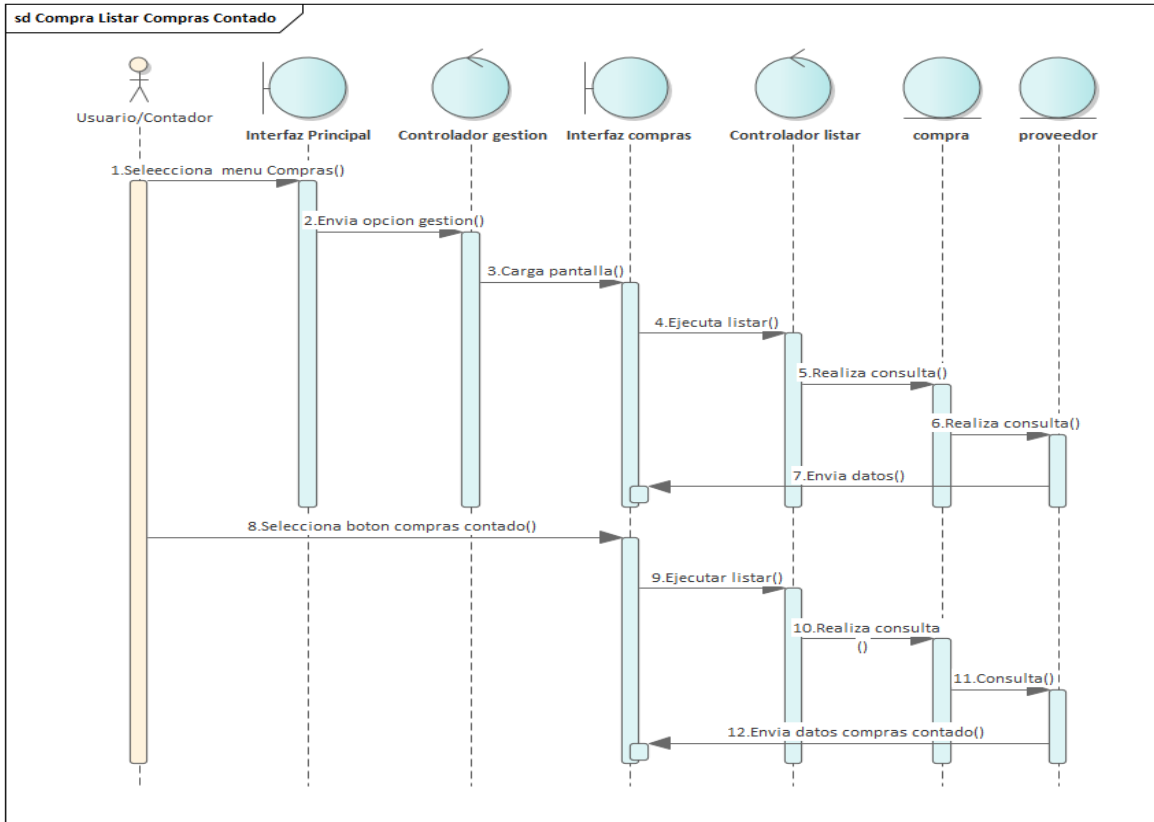 sd Compra Listar Compras Contado
Usuario/Contador
Interfaz Principal
Controlador gestion
Interfaz compras
Controlador listar
compra
proveedor
1.Seleecciona menu Compras()
2.Envia opcion gestion()
3.Carga pantalla()
4.Ejecuta listar()
5.Realiza consulta()
6.Realiza consulta()
7.Envia datos()
8.Selecciona boton compras contado()
9.Ejecutar listar()
10.Realiza consulta
()
11.Consulta()
12.Envia datos compras contado()